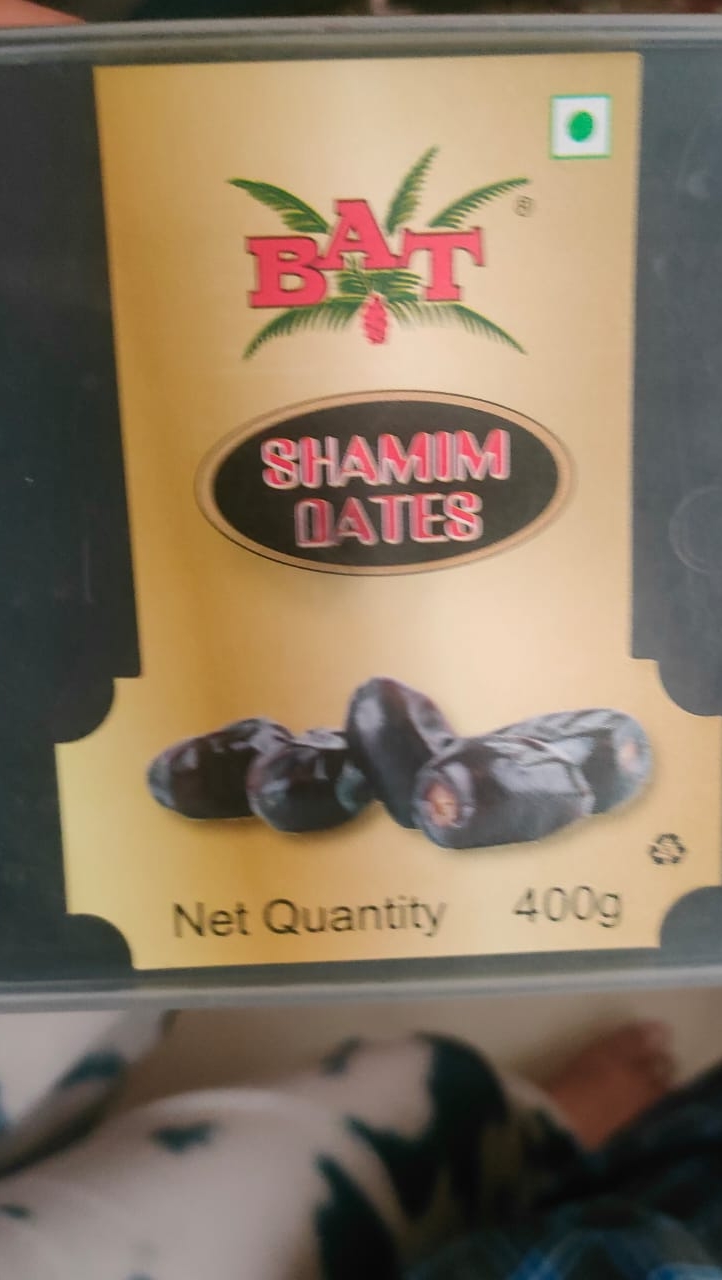 BAT ®
SHAMIM
DATES
Net Quantity 400g